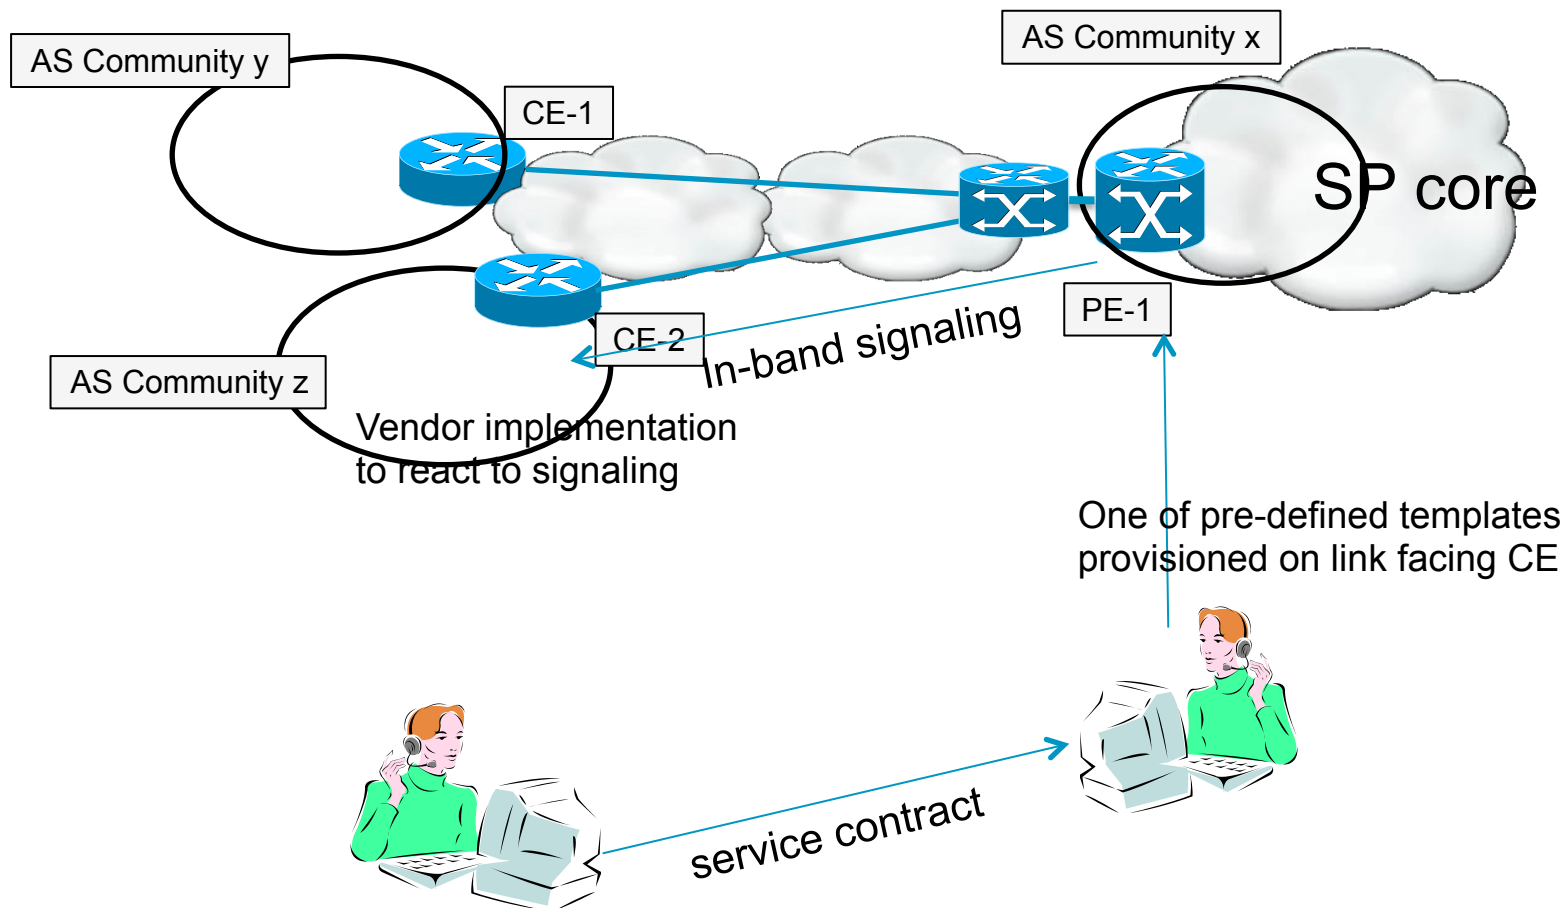 AS Community x
AS Community y
CE-1
SP core
PE-1
In-band signaling
CE-2
AS Community z
Vendor implementation
to react to signaling
One of pre-defined templates
provisioned on link facing CE
service contract